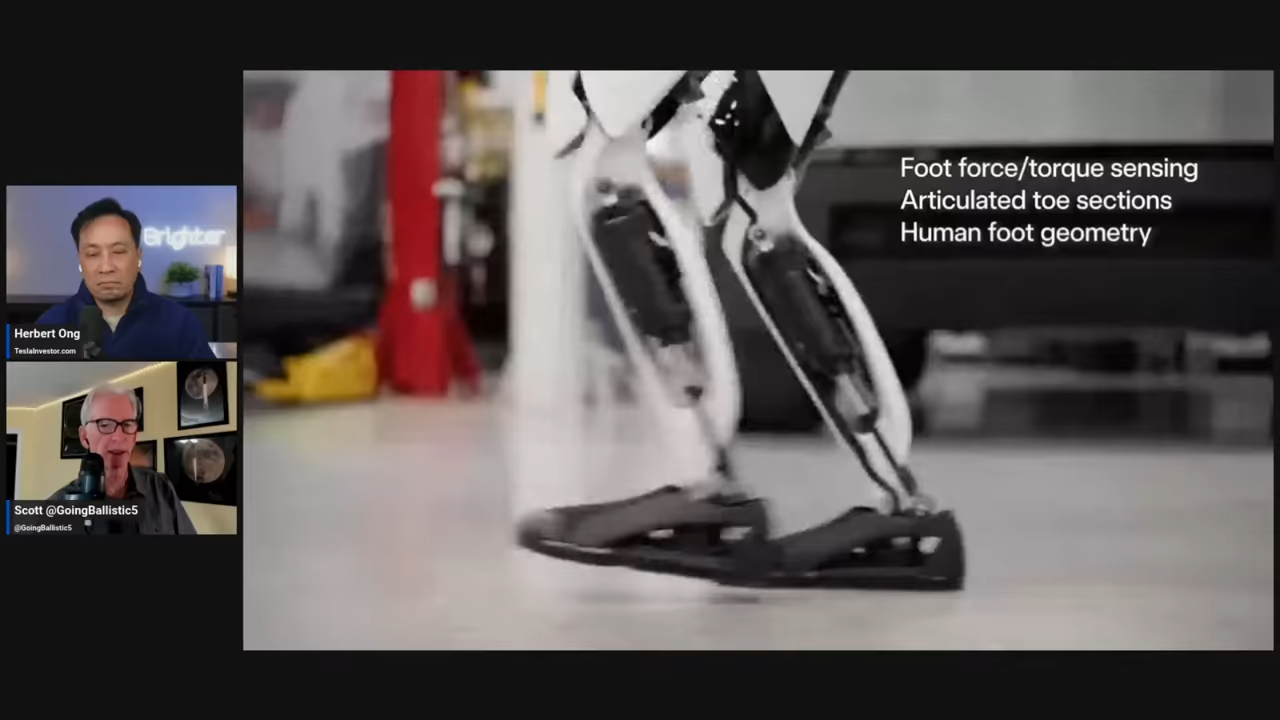 Brighter
Herbert Ong
TeslaInvestor.com
Scott @GoingBallistic5
@GoingBallistic5
Foot force/torque sensing
Articulated toe sections
Human foot geometry